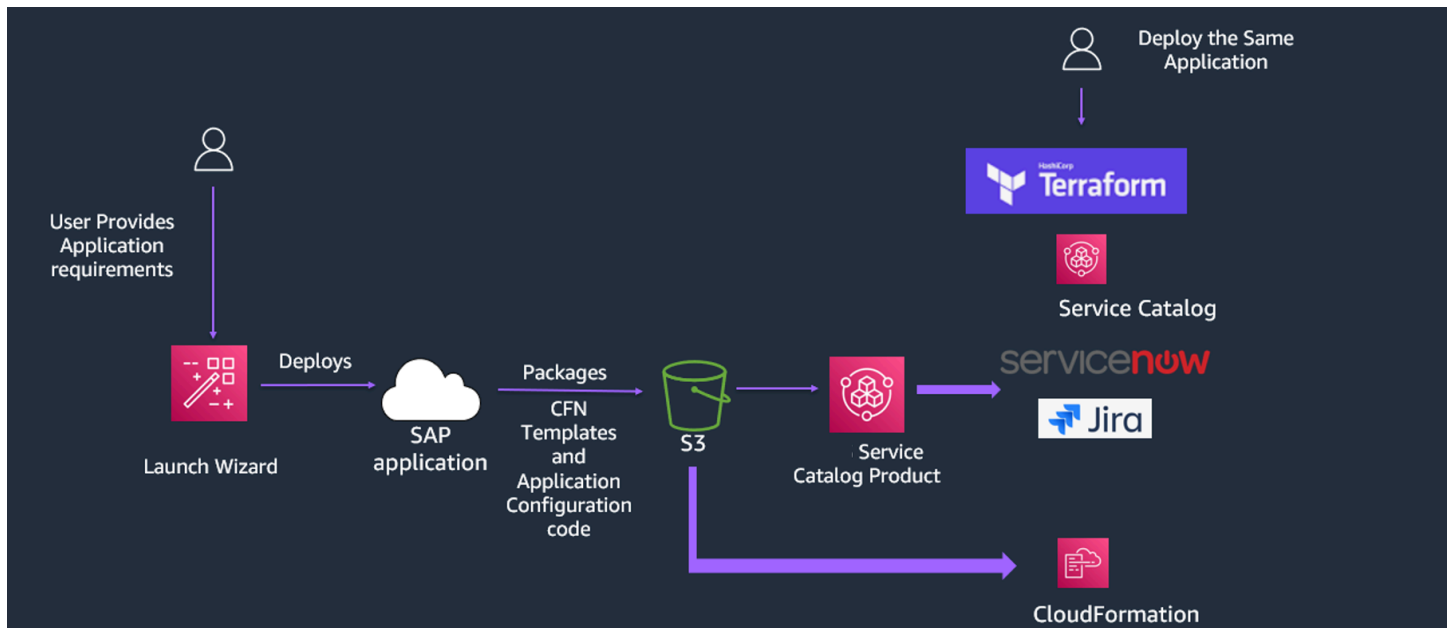 Deploy the Same
Application
HashiCorp
Terraform
Service Catalog
User Provides
Application
requirements
Launch Wizard
Deploys
SAP
application
Packages
CFN
Templates
and
Application
Configuration
code
S3
Service
Catalog Product
servicenow
Jira
CloudFormation